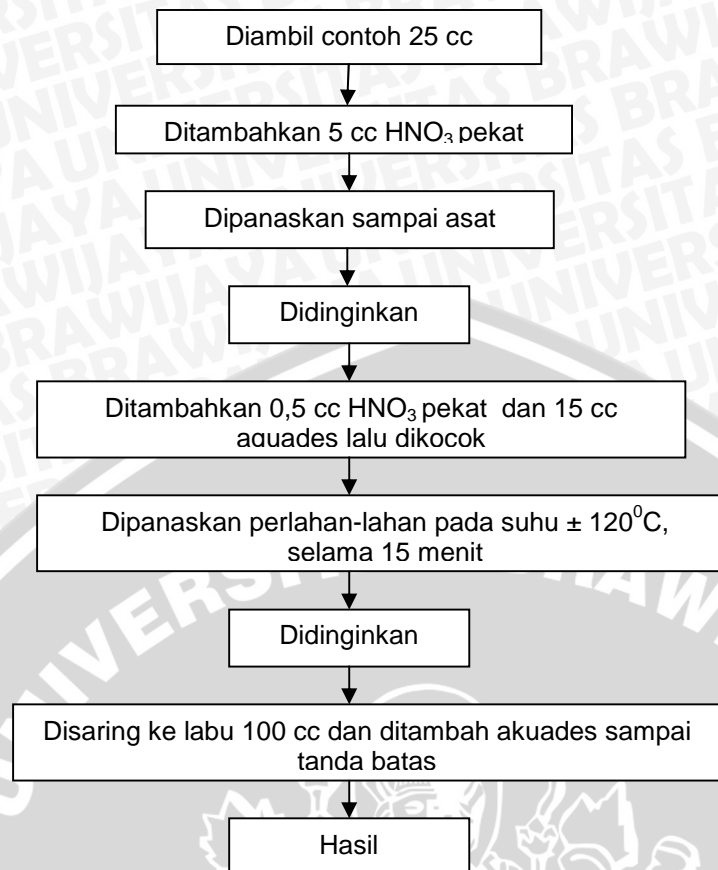 Diambil contoh 25 cc
Ditambahkan 5 cc HNO₃ pekat
Dipanaskan sampai asat
Didinginkan
Ditambahkan 0,5 cc HNO₃ pekat dan 15 cc
aquades lalu dikocok
Dipanaskan perlahan-lahan pada suhu ± 120⁰C,
selama 15 menit
Didinginkan
Disaring ke labu 100 cc dan ditambah akuades sampai
tanda batas
Hasil